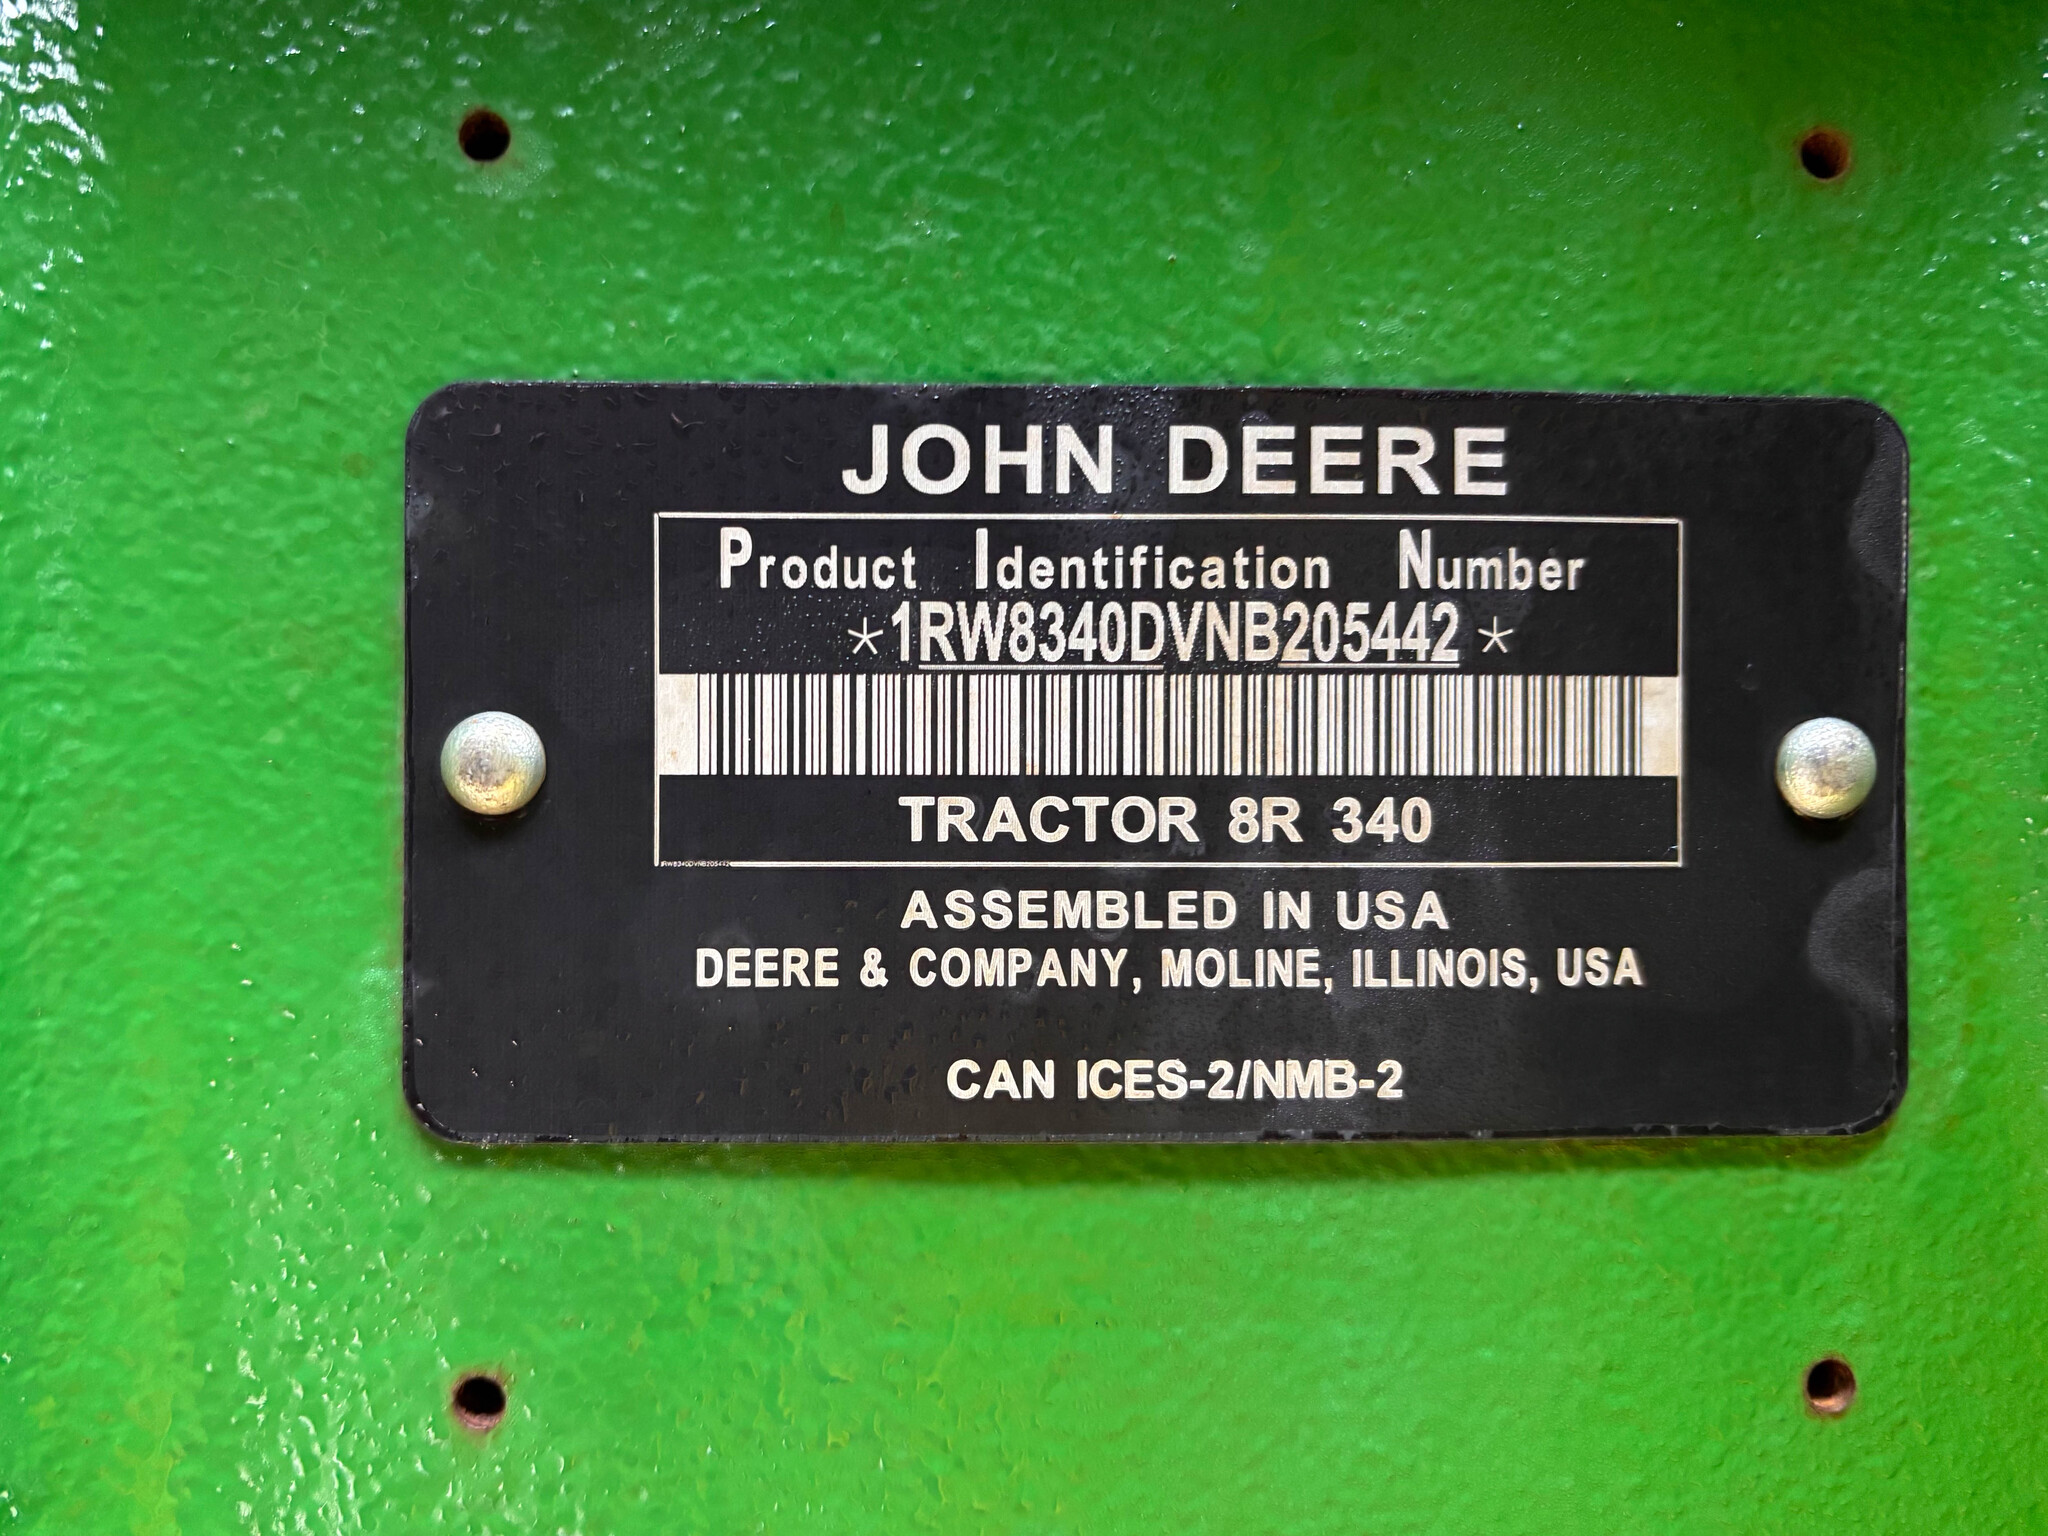 JOHN DEERE
Product Identification Number
*1RW8340DVNB205442*
TRACTOR 8R 340
1RW8340DVNB205442
ASSEMBLED IN USA
DEERE & COMPANY, MOLINE, ILLINOIS, USA
CAN ICES-2/NMB-2